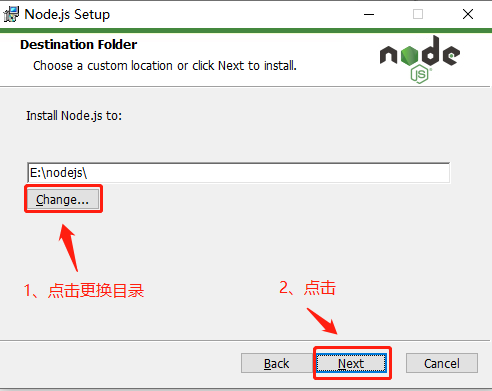 Node.js Setup
Destination Folder
Choose a custom location or click Next to install.
node
JS
Install Node.js to:
E:\nodejs\
Change...
1、点击更换目录
2、点击
Back
Next
Cancel